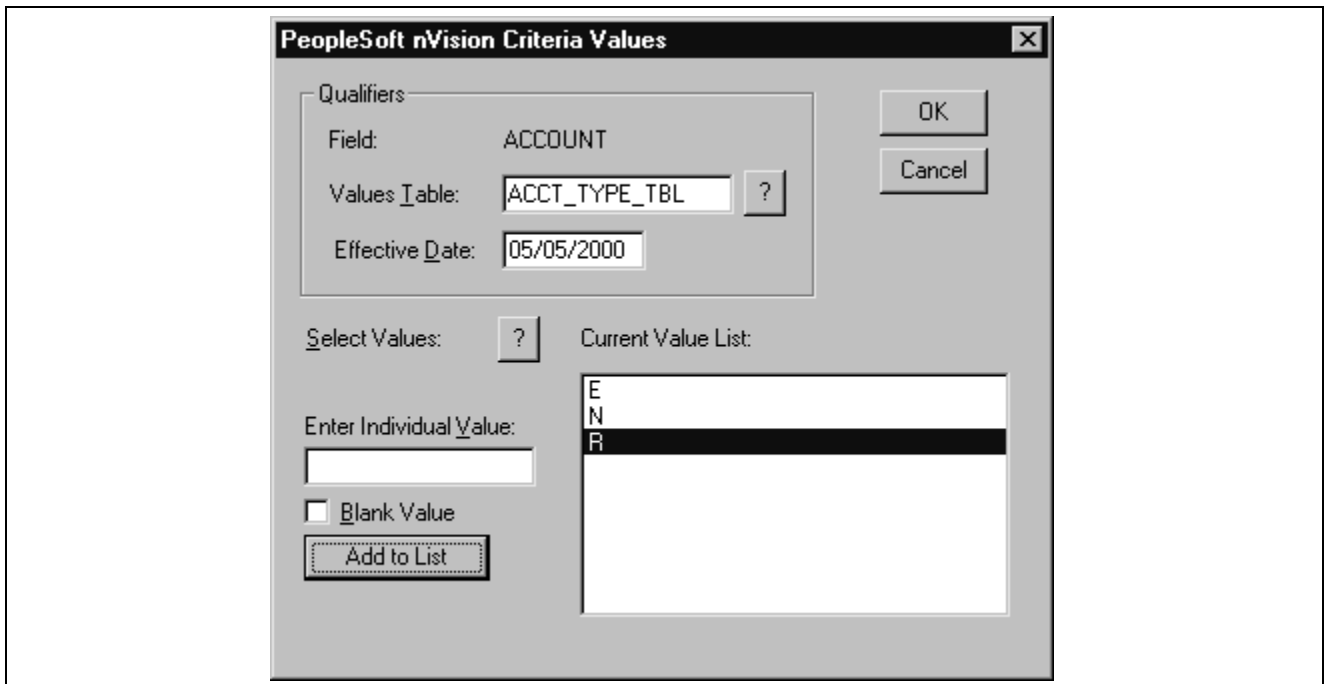 PeopleSoft nVision Criteria Values
Qualifiers
Field: ACCOUNT
Values Table: ACCT_TYPE_TBL ?
Effective Date: 05/05/2000
OK
Cancel
Select Values: ? Current Value List:
E
N
R
Enter Individual Value:
Blank Value
Add to List